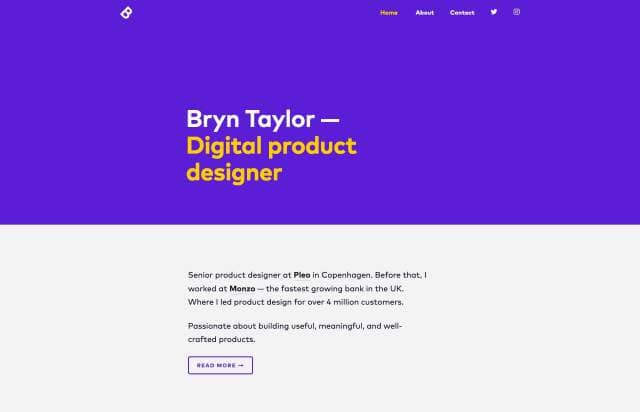 Home About Contact
Bryn Taylor —
Digital product
designer
Senior product designer at Pleo in Copenhagen. Before that, I
worked at Monzo — the fastest growing bank in the UK.
Where I led product design for over 4 million customers.
Passionate about building useful, meaningful, and well-
crafted products.
READ MORE →